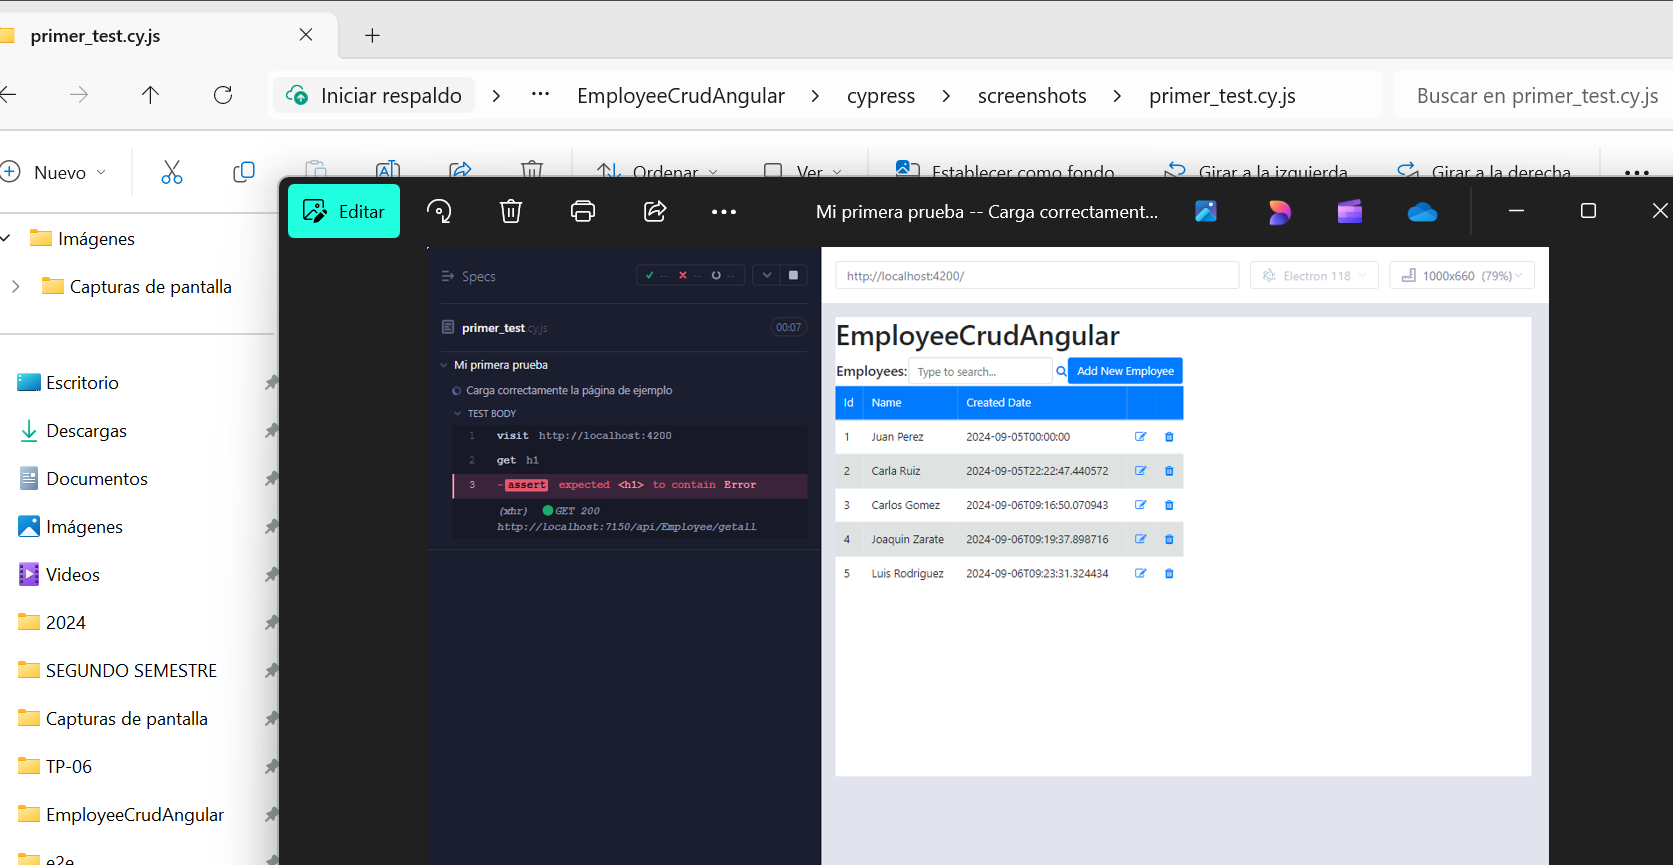 primer_test.cy.js
Iniciar respaldo
EmployeeCrudAngular
cypress
screenshots
primer_test.cy.js
Buscar en primer_test.cy.js
Nuevo
Ordenar
Ver
Establecer como fondo
Girar a la izquierda
Girar a la derecha
Imágenes
Capturas de pantalla
Escritorio
Descargas
Documentos
Imágenes
Videos
2024
SEGUNDO SEMESTRE
Capturas de pantalla
TP-06
EmployeeCrudAngular
e2e
Editar
Mi primera prueba -- Carga correctament...
Specs
-- -- --
primer_test.cy.js
00:07
Mi primera prueba
Carga correctamente la página de ejemplo
TEST BODY
1 visit http://localhost:4200
2 get h1
3 -assert expected <h1> to contain Error
(xhr) GET 200
http://localhost:7150/api/Employee/getall
http://localhost:4200/
Electron 118
1000x660 (79%)
EmployeeCrudAngular
Employees: Type to search... Add New Employee
Id Name Created Date
1 Juan Perez 2024-09-05T00:00:00
2 Carla Ruiz 2024-09-05T22:22:47.440572
3 Carlos Gomez 2024-09-06T09:16:50.070943
4 Joaquin Zarate 2024-09-06T09:19:37.898716
5 Luis Rodriguez 2024-09-06T09:23:31.324434